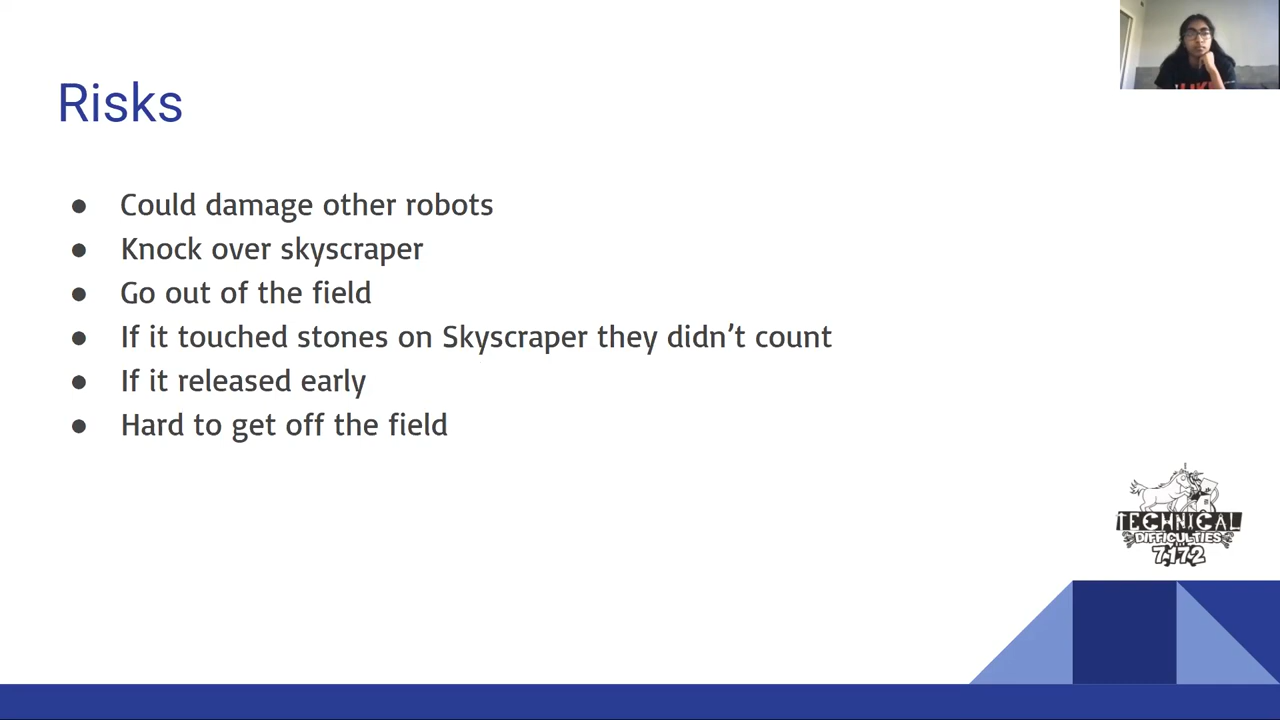 Risks
● Could damage other robots
● Knock over skyscraper
● Go out of the field
● If it touched stones on Skyscraper they didn’t count
● If it released early
● Hard to get off the field
TECHNICAL
DIFFICULTIES
7172